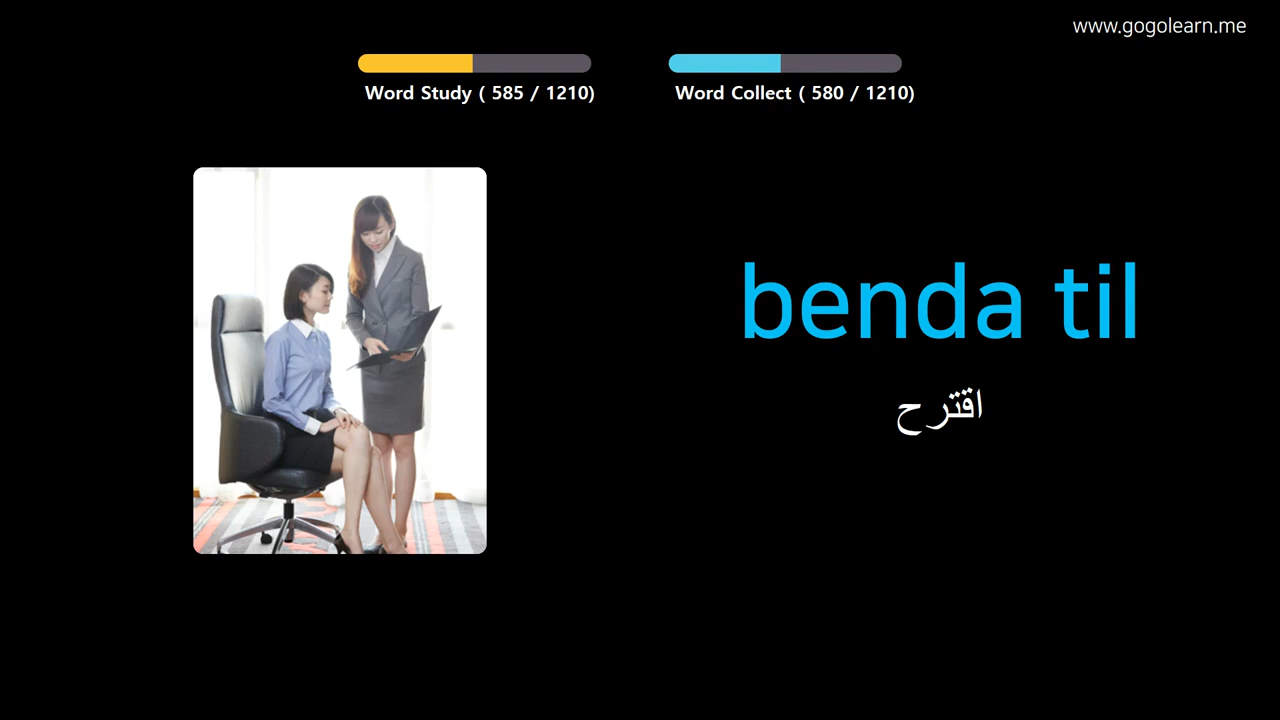 www.gogolearn.me
Word Study ( 585 / 1210)
Word Collect ( 580 / 1210)
benda til
اقترح